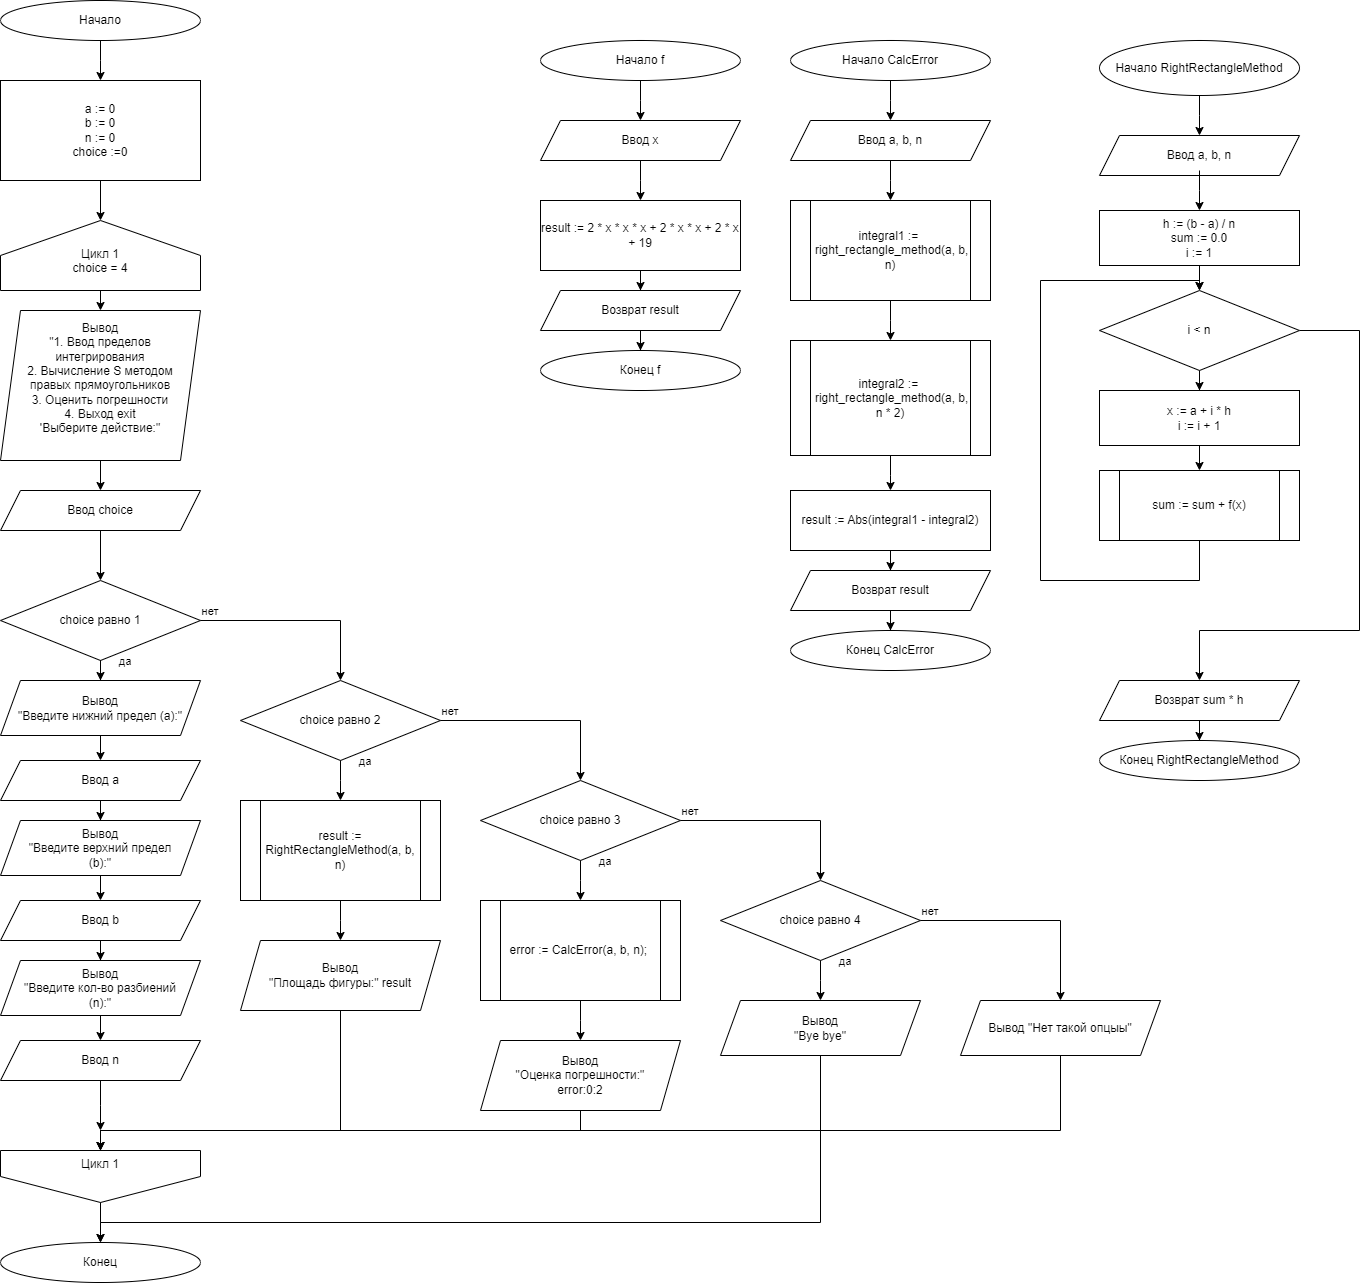 Начало
a := 0
b := 0
n := 0
choice :=0
Цикл 1
choice = 4
Вывод
"1. Ввод пределов
интегрирования
2. Вычисление S методом
правых прямоугольников
3. Оценить погрешности
4. Выход exit
'Выберите действие:"
Ввод choice
choice равно 1
нет
да
Вывод
"Введите нижний предел (a):"
Ввод a
Вывод
"Введите верхний предел
(b):"
Ввод b
Вывод
"Введите кол-во разбиений
(n):"
Ввод n
Цикл 1
Конец
choice равно 2
нет
да
result :=
RightRectangleMethod(a, b,
n)
Вывод
"Площадь фигуры:" result
choice равно 3
нет
да
error := CalcError(a, b, n);
Вывод
"Оценка погрешности:"
error:0:2
choice равно 4
нет
да
Вывод
"Bye bye"
Вывод "Нет такой опцыы"
Начало f
Ввод x
result := 2 * x * x * x + 2 * x * x + 2 * x
+ 19
Возврат result
Конец f
Начало CalcError
Ввод a, b, n
integral1 :=
right_rectangle_method(a, b,
n)
integral2 :=
right_rectangle_method(a, b,
n * 2)
result := Abs(integral1 - integral2)
Возврат result
Конец CalcError
Начало RightRectangleMethod
Ввод a, b, n
h := (b - a) / n
sum := 0.0
i := 1
i < n
x := a + i * h
i := i + 1
sum := sum + f(x)
Возврат sum * h
Конец RightRectangleMethod